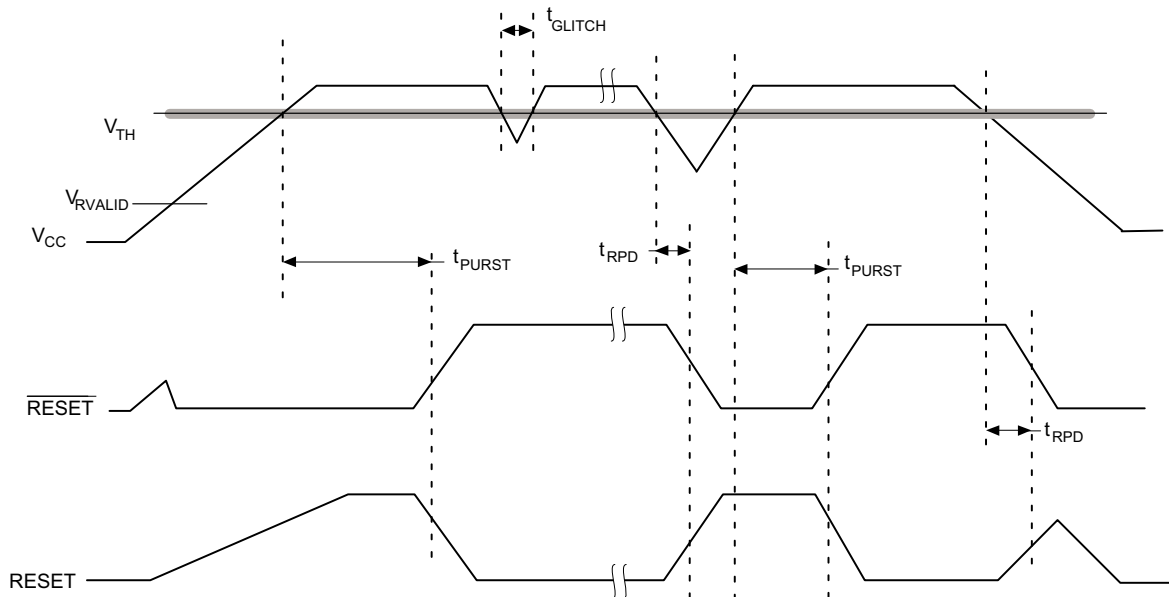 tGLITCH
VTH
VRVALID
VCC
tPURST
tRPD
tPURST
RESET
tRPD
RESET